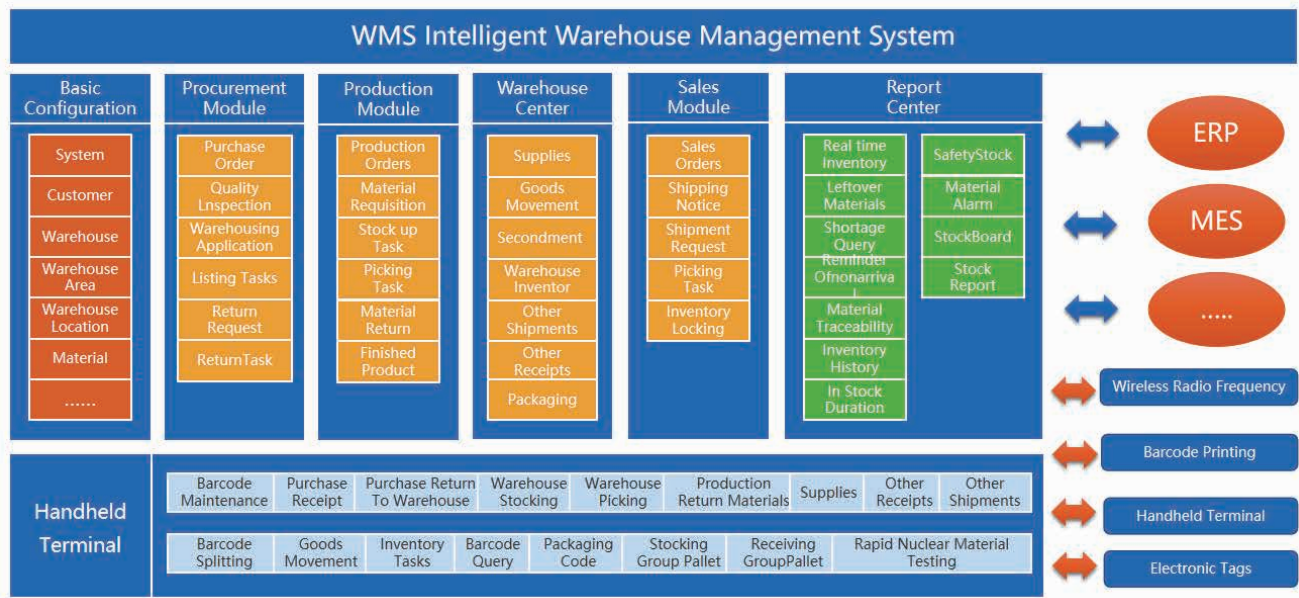 WMS Intelligent Warehouse Management System
Basic
Configuration
System
Customer
Warehouse
Warehouse
Area
Warehouse
Location
Material
......
Procurement
Module
Purchase
Order
Quality
Lnspection
Warehousing
Application
Listing Tasks
Return
Request
ReturnTask
Production
Module
Production
Orders
Material
Requisition
Stock up
Task
Picking
Task
Material
Return
Finished
Product
Warehouse
Center
Supplies
Goods
Movement
Secondment
Warehouse
Inventor
Other
Shipments
Other
Receipts
Packaging
Sales
Module
Sales
Orders
Shipping
Notice
Shipment
Request
Picking
Task
Inventory
Locking
Report
Center
Real time
Inventory
Leftover
Materials
Shortage
Query
Reminder
Ofnonarriva
l
Material
Traceability
Inventory
History
In Stock
Duration
SafetyStock
Material
Alarm
StockBoard
Stock
Report
ERP
MES
.....
Wireless Radio Frequency
Barcode Printing
Handheld Terminal
Electronic Tags
Handheld
Terminal
Barcode
Maintenance
Purchase
Receipt
Purchase Return
To Warehouse
Warehouse
Stocking
Warehouse
Picking
Production
Return Materials
Supplies
Other
Receipts
Other
Shipments
Barcode
Splitting
Goods
Movement
Inventory
Tasks
Barcode
Query
Packaging
Code
Stocking
Group Pallet
Receiving
GroupPallet
Rapid Nuclear Material
Testing